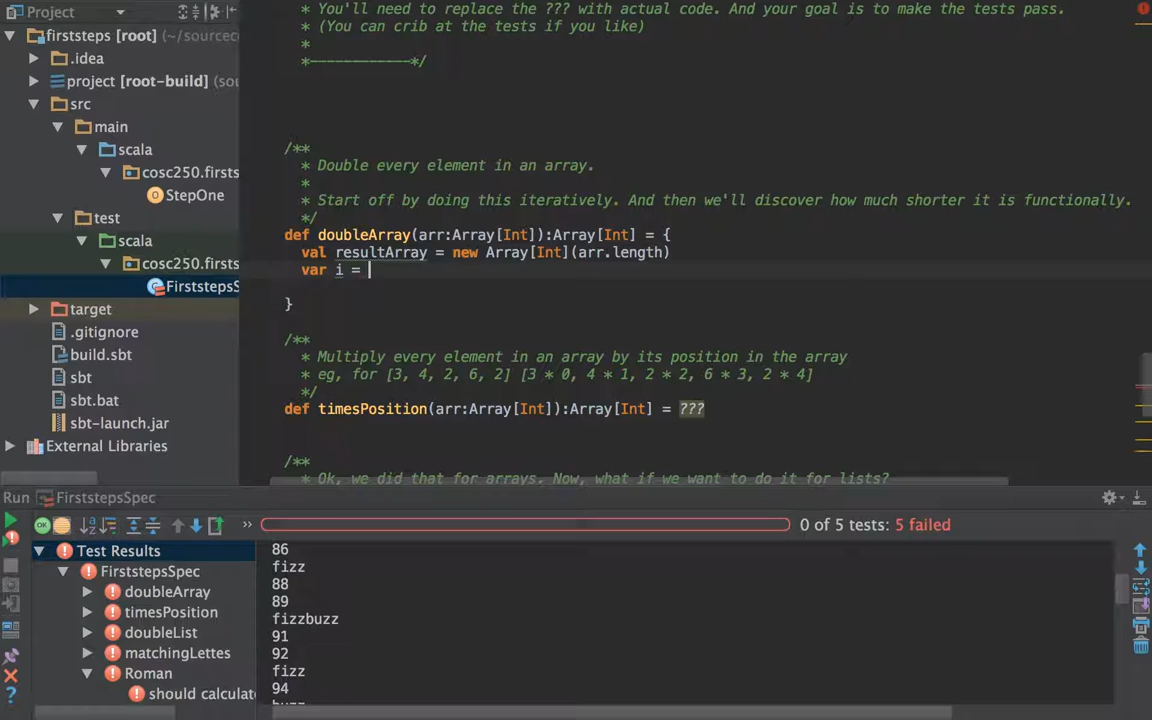 Project
firststeps [root] (~/sourcec
.idea
project [root-build] (sou
src
main
scala
cosc250.firsts
StepOne
test
scala
cosc250.firsts
FirststepsS
target
.gitignore
build.sbt
sbt
sbt.bat
sbt-launch.jar
External Libraries
* You'll need to replace the ??? with actual code. And your goal is to make the tests pass.
* (You can crib at the tests if you like)
*
*————————————*/
/**
* Double every element in an array.
*
* Start off by doing this iteratively. And then we'll discover how much shorter it is functionally.
*/
def doubleArray(arr:Array[Int]):Array[Int] = {
val resultArray = new Array[Int](arr.length)
var i =
}
/**
* Multiply every element in an array by its position in the array
* eg, for [3, 4, 2, 6, 2] [3 * 0, 4 * 1, 2 * 2, 6 * 3, 2 * 4]
*/
def timesPosition(arr:Array[Int]):Array[Int] = ???
/**
* Ok, we did that for arrays. Now, what if we want to do it for lists?
Run FirststepsSpec
OK
>> 0 of 5 tests: 5 failed
Test Results
FirststepsSpec
doubleArray
timesPosition
doubleList
matchingLettes
Roman
should calculate
86
fizz
88
89
fizzbuzz
91
92
fizz
94